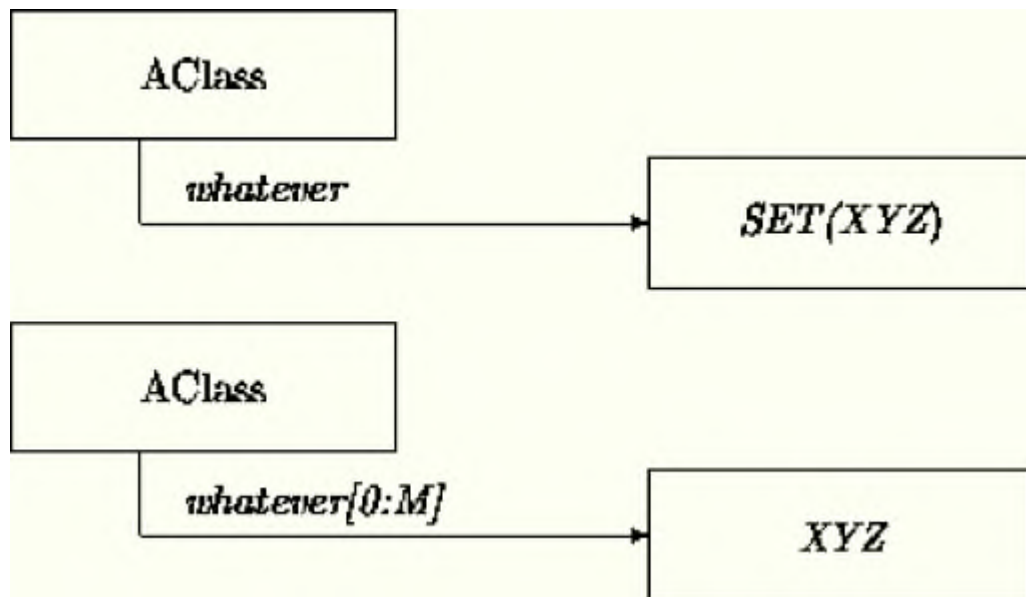 AClass
whatever
SET(XYZ)
AClass
whatever[0:M]
XYZ